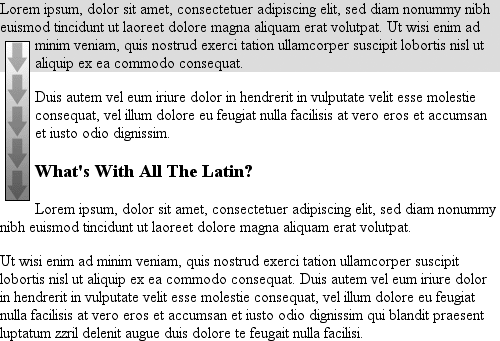 Lorem ipsum, dolor sit amet, consectetuer adipiscing elit, sed diam nonummy nibh
euismod tincidunt ut laoreet dolore magna aliquam erat volutpat. Ut wisi enim ad
minim veniam, quis nostrud exerci tation ullamcorper suscipit lobortis nisl ut
aliquip ex ea commodo consequat.
Duis autem vel eum iriure dolor in hendrerit in vulputate velit esse molestie
consequat, vel illum dolore eu feugiat nulla facilisis at vero eros et accumsan
et iusto odio dignissim.
What's With All The Latin?
Lorem ipsum, dolor sit amet, consectetuer adipiscing elit, sed diam nonummy
nibh euismod tincidunt ut laoreet dolore magna aliquam erat volutpat.
Ut wisi enim ad minim veniam, quis nostrud exerci tation ullamcorper suscipit
lobortis nisl ut aliquip ex ea commodo consequat. Duis autem vel eum iriure dolor
in hendrerit in vulputate velit esse molestie consequat, vel illum dolore eu feugiat
nulla facilisis at vero eros et accumsan et iusto odio dignissim qui blandit praesent
luptatum zzril delenit augue duis dolore te feugait nulla facilisi.